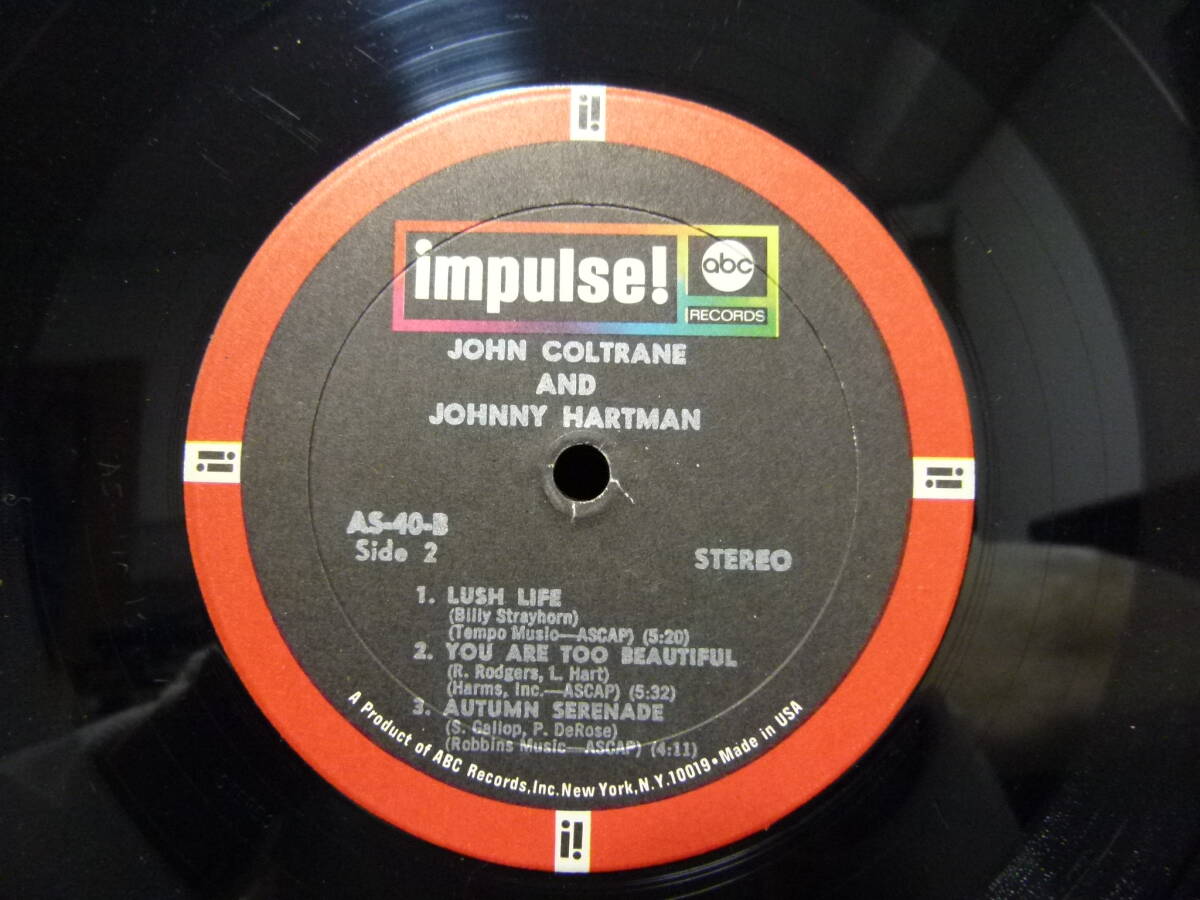 i!
impulse!
abc
RECORDS
JOHN COLTRANE
AND
JOHNNY HARTMAN
i!
i!
AS-40-B
Side 2
STEREO
1. LUSH LIFE
(Billy Strayhorn)
(Tempo Music—ASCAP) (5:20)
2. YOU ARE TOO BEAUTIFUL
(R. Rodgers, L. Hart)
(Harms, Inc.—ASCAP) (5:32)
3. AUTUMN SERENADE
(S. Gallop, P. DeRose)
(Robbins Music—ASCAP) (4:11)
A Product of ABC Records, Inc. New York, N.Y. 10019 • Made in USA
i!